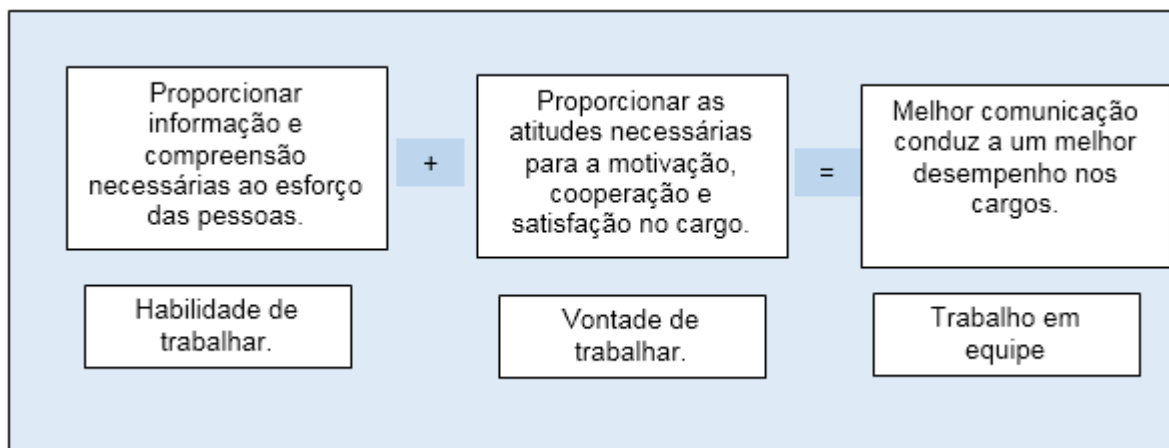 Proporcionar
informação e
compreensão
necessárias ao esforço
das pessoas.
+
Proporcionar as
atitudes necessárias
para a motivação,
cooperação e
satisfação no cargo.
=
Melhor comunicação
conduz a um melhor
desempenho nos
cargos.
Habilidade de
trabalhar.
Vontade de
trabalhar.
Trabalho em
equipe